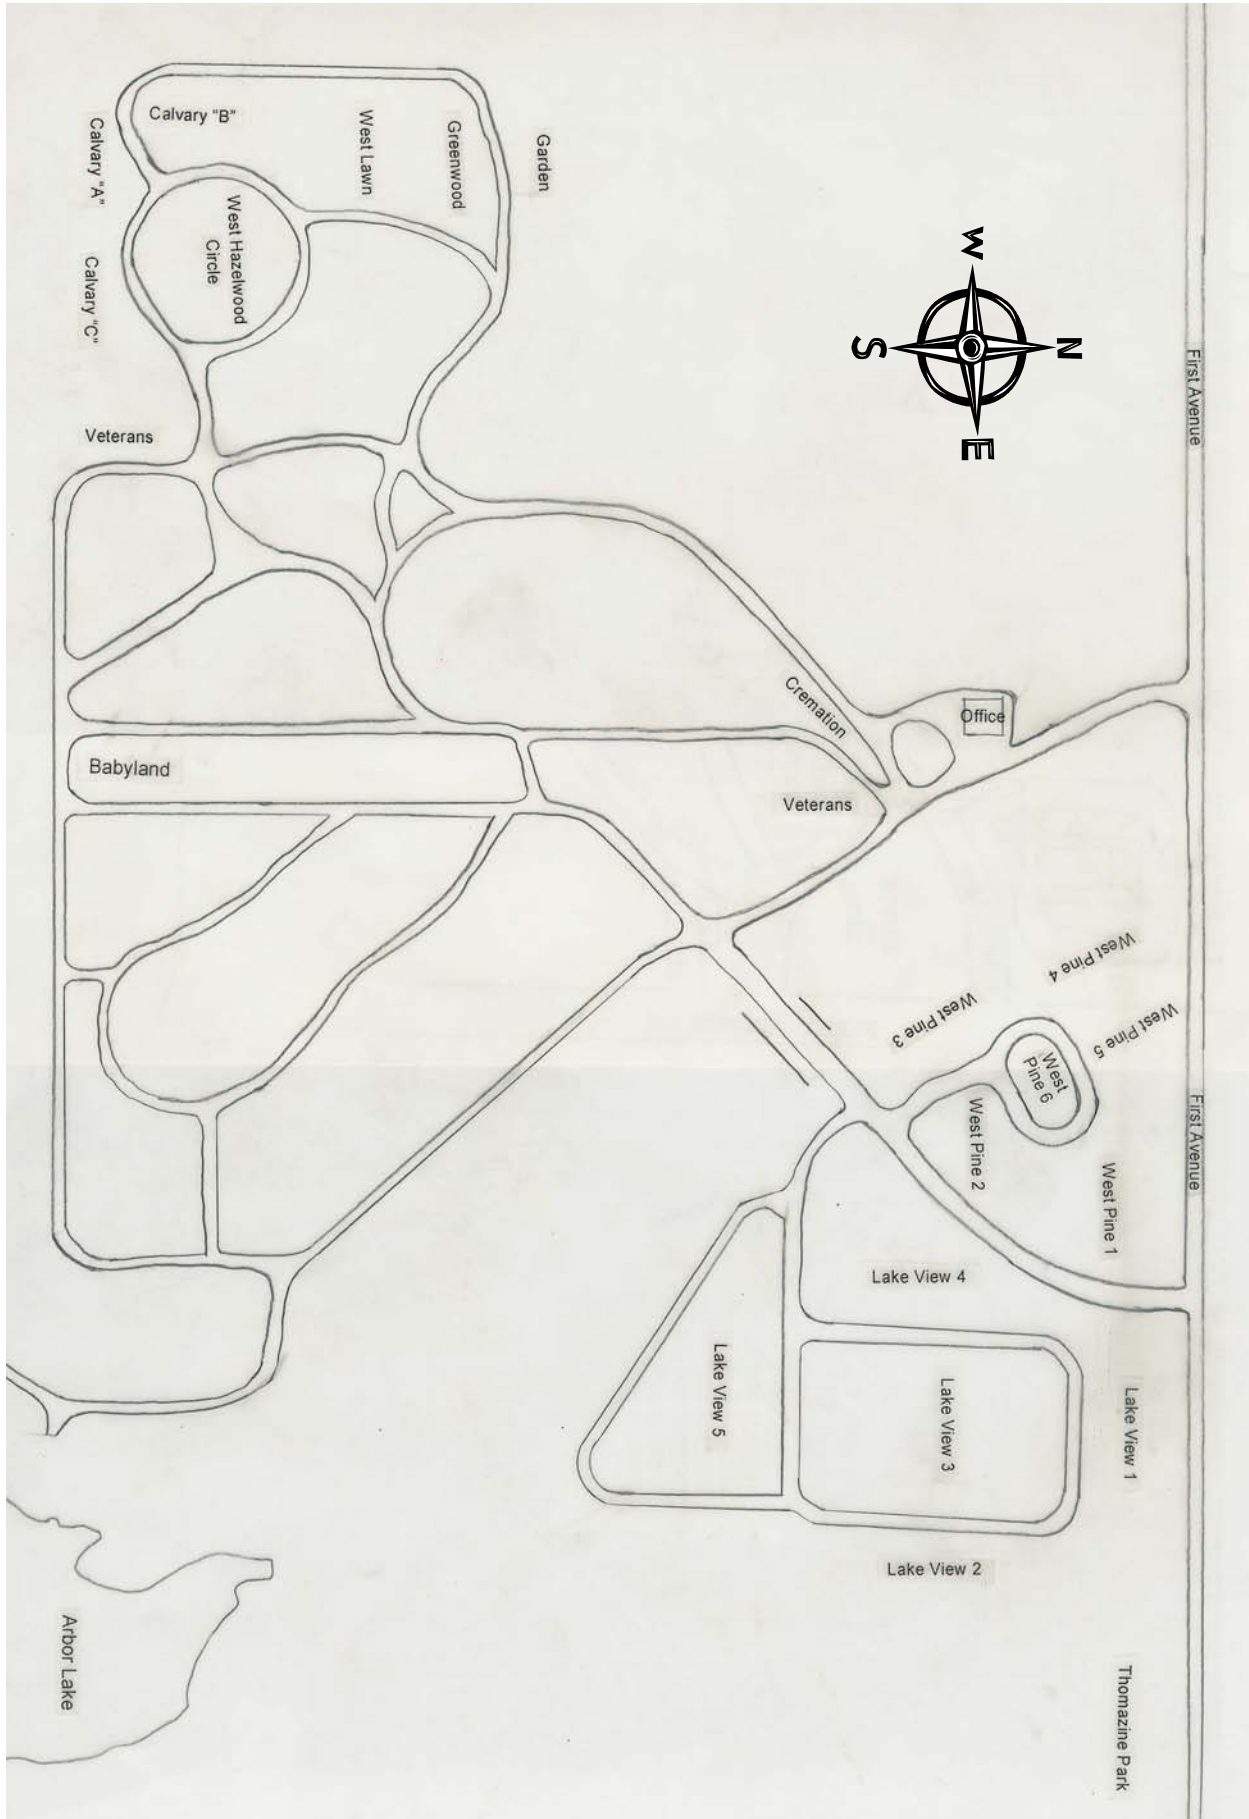 First Avenue
First Avenue
N
W
E
S
Garden
Greenwood
West Lawn
Calvary "B"
Calvary "A"
West Hazelwood
Circle
Calvary "C"
Veterans
Office
Cremation
Veterans
Babyland
West Pine 4
West Pine 3
West Pine 5
West
Pine 6
West Pine 2
West Pine 1
Lake View 4
Lake View 1
Lake View 3
Lake View 5
Lake View 2
Thomazine Park
Arbor Lake